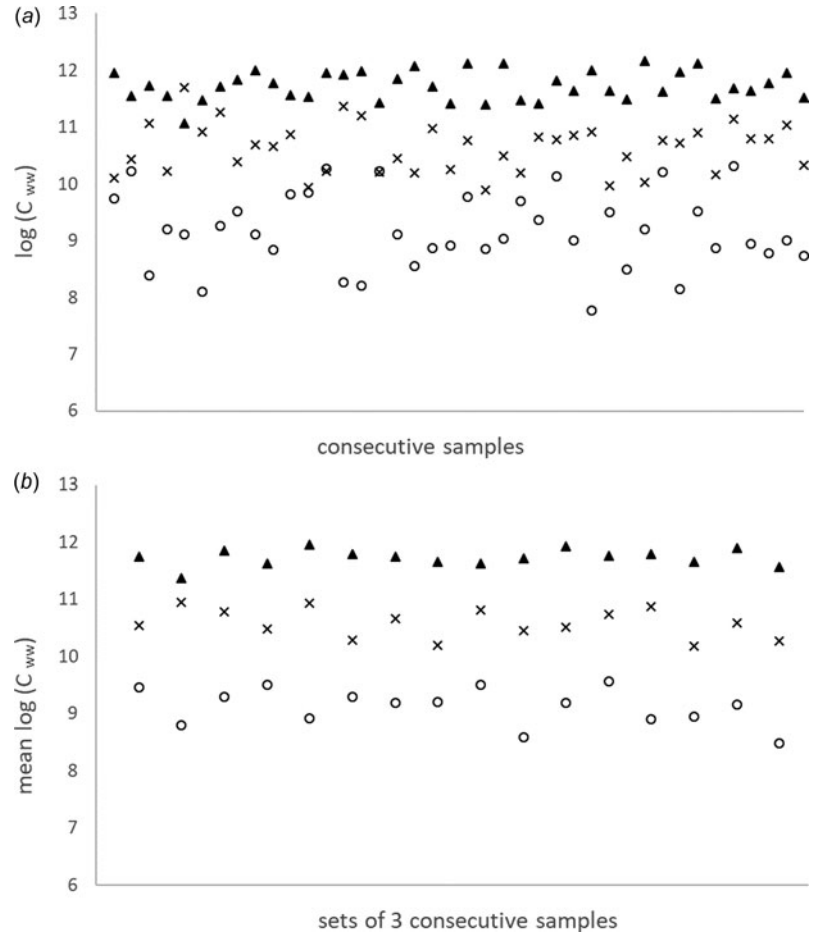 (a)
13
12
11
10
9
8
7
6
log (C ww)
consecutive samples
(b)
13
12
11
10
9
8
7
6
mean log (C ww)
sets of 3 consecutive samples